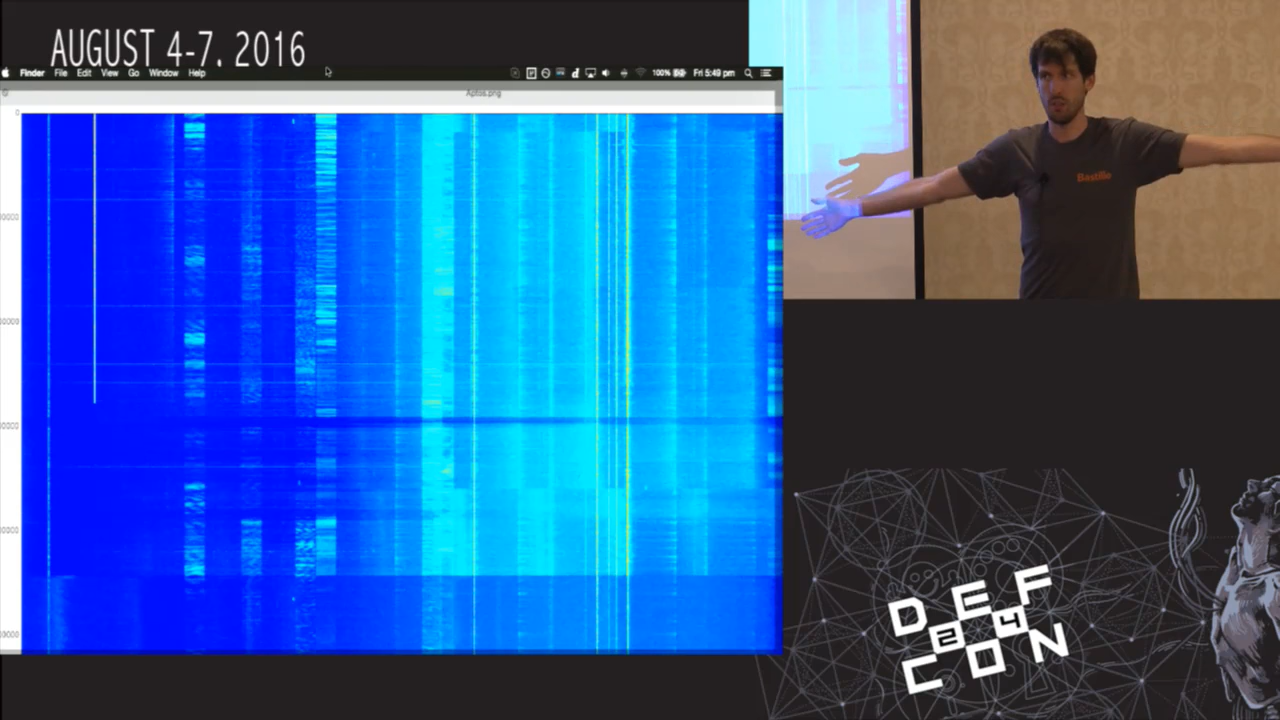 AUGUST 4-7. 2016
Finder File Edit View Go Window Help
100% Fri 5:49 pm
Aptos.png
0
Bastille
DEF
24
CON